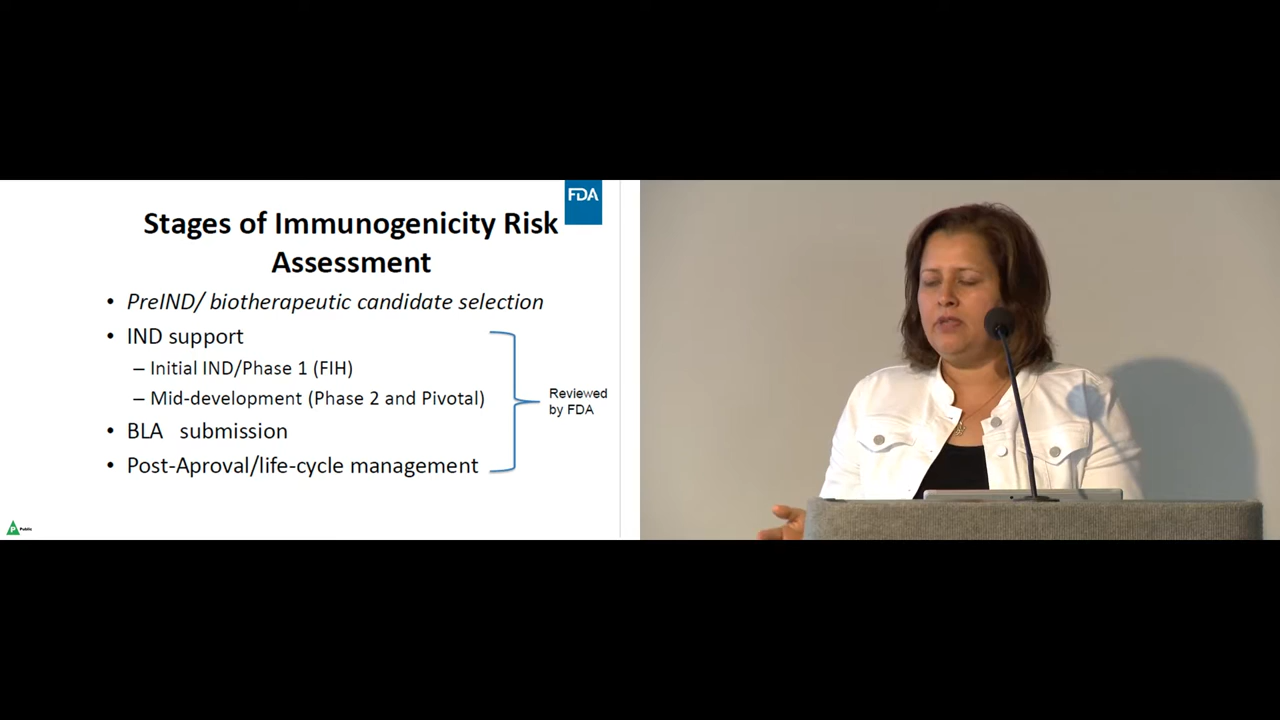 FDA
Stages of Immunogenicity Risk
Assessment
• PreIND/ biotherapeutic candidate selection
• IND support
– Initial IND/Phase 1 (FIH)
– Mid-development (Phase 2 and Pivotal)
• BLA submission
• Post-Aproval/life-cycle management
Reviewed
by FDA
P Public